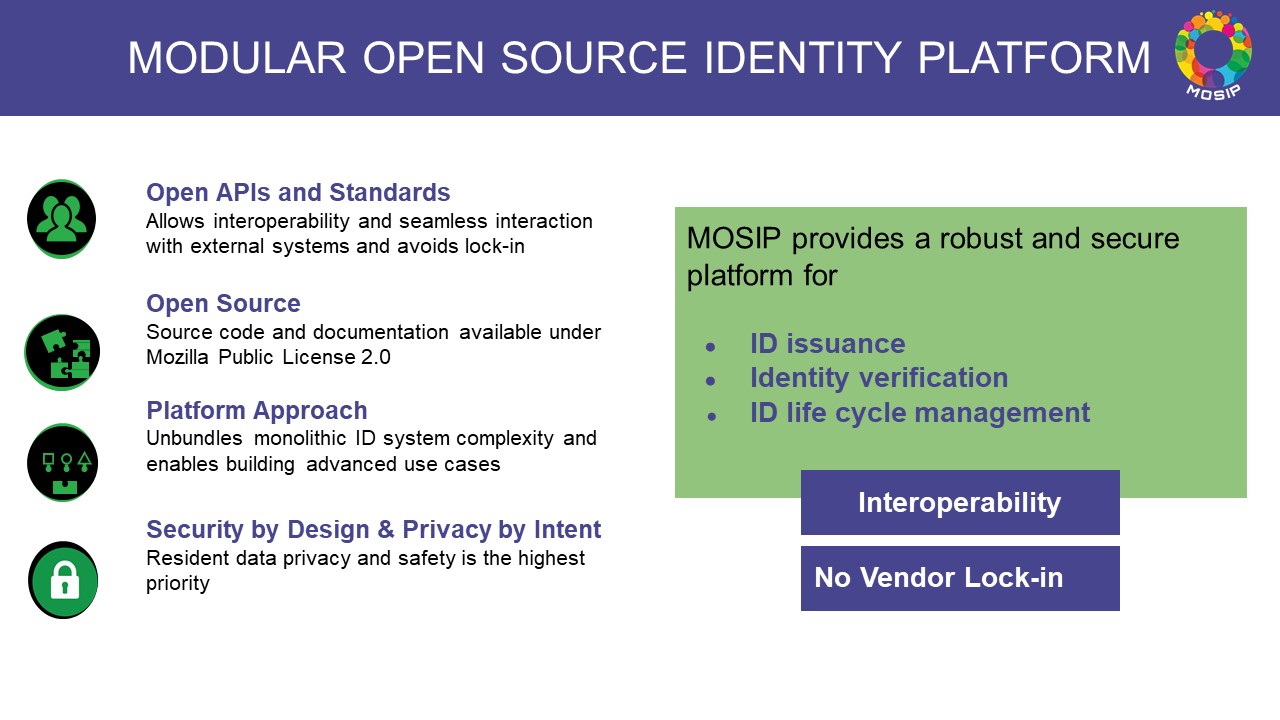 MODULAR OPEN SOURCE IDENTITY PLATFORM
MOSIP
Open APIs and Standards
Allows interoperability and seamless interaction
with external systems and avoids lock-in
Open Source
Source code and documentation available under
Mozilla Public License 2.0
Platform Approach
Unbundles monolithic ID system complexity and
enables building advanced use cases
Security by Design & Privacy by Intent
Resident data privacy and safety is the highest
priority
MOSIP provides a robust and secure
platform for
● ID issuance
● Identity verification
● ID life cycle management
Interoperability
No Vendor Lock-in